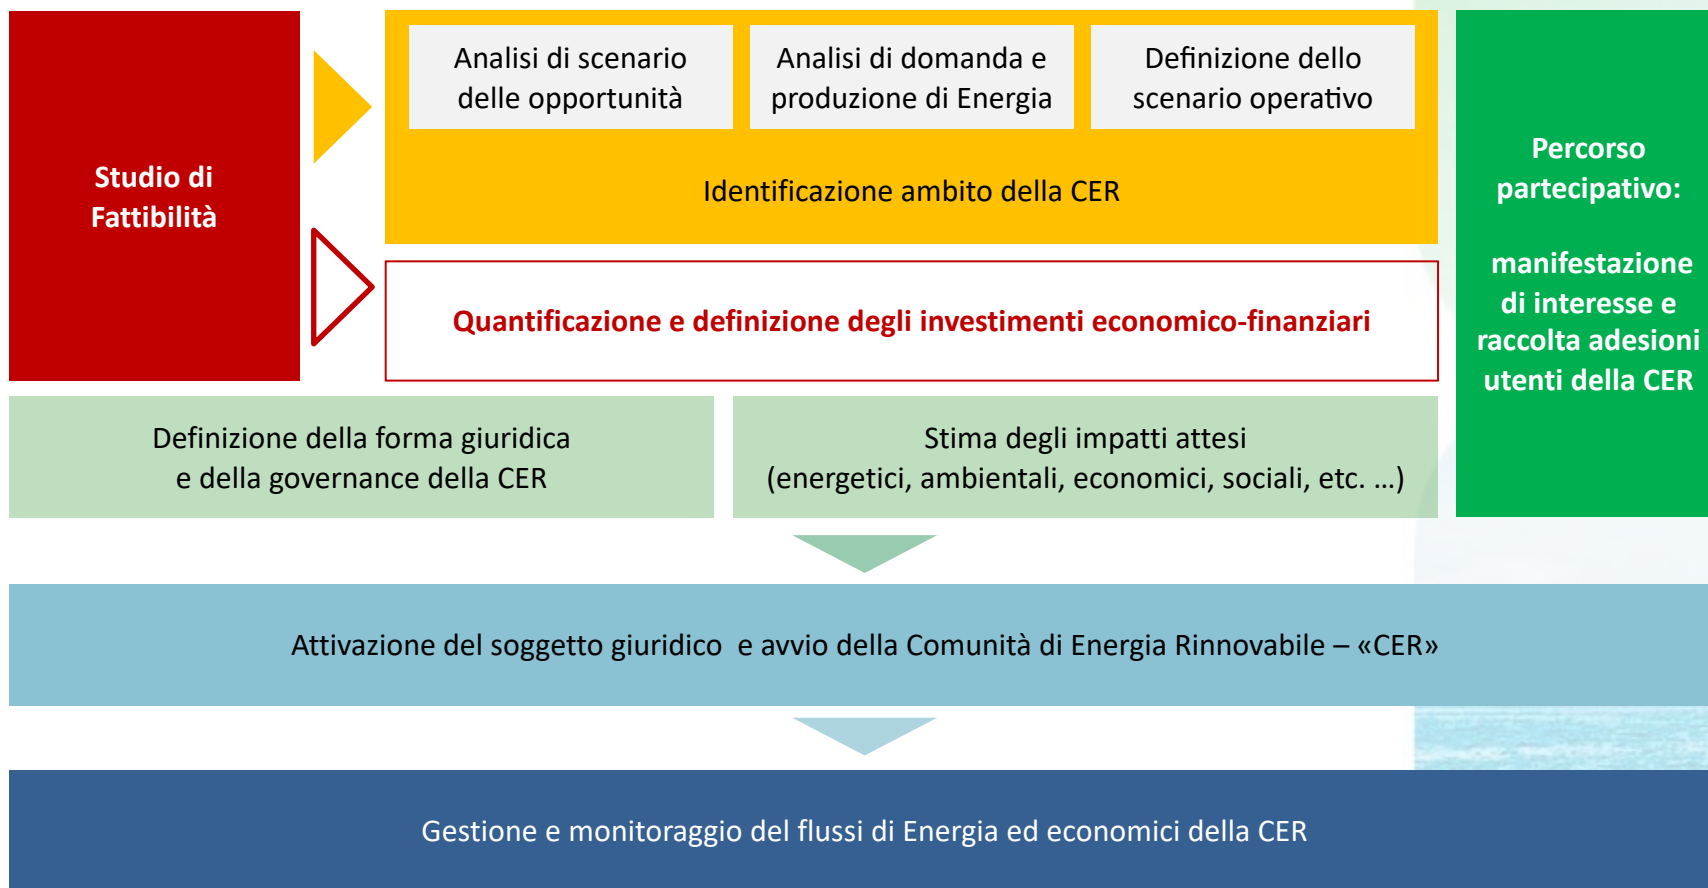 Studio di
Fattibilità
Analisi di scenario
delle opportunità
Analisi di domanda e
produzione di Energia
Definizione dello
scenario operativo
Identificazione ambito della CER
Quantificazione e definizione degli investimenti economico-finanziari
Percorso
partecipativo:
manifestazione
di interesse e
raccolta adesioni
utenti della CER
Definizione della forma giuridica
e della governance della CER
Stima degli impatti attesi
(energetici, ambientali, economici, sociali, etc. …)
Attivazione del soggetto giuridico  e avvio della Comunità di Energia Rinnovabile – «CER»
Gestione e monitoraggio del flussi di Energia ed economici della CER